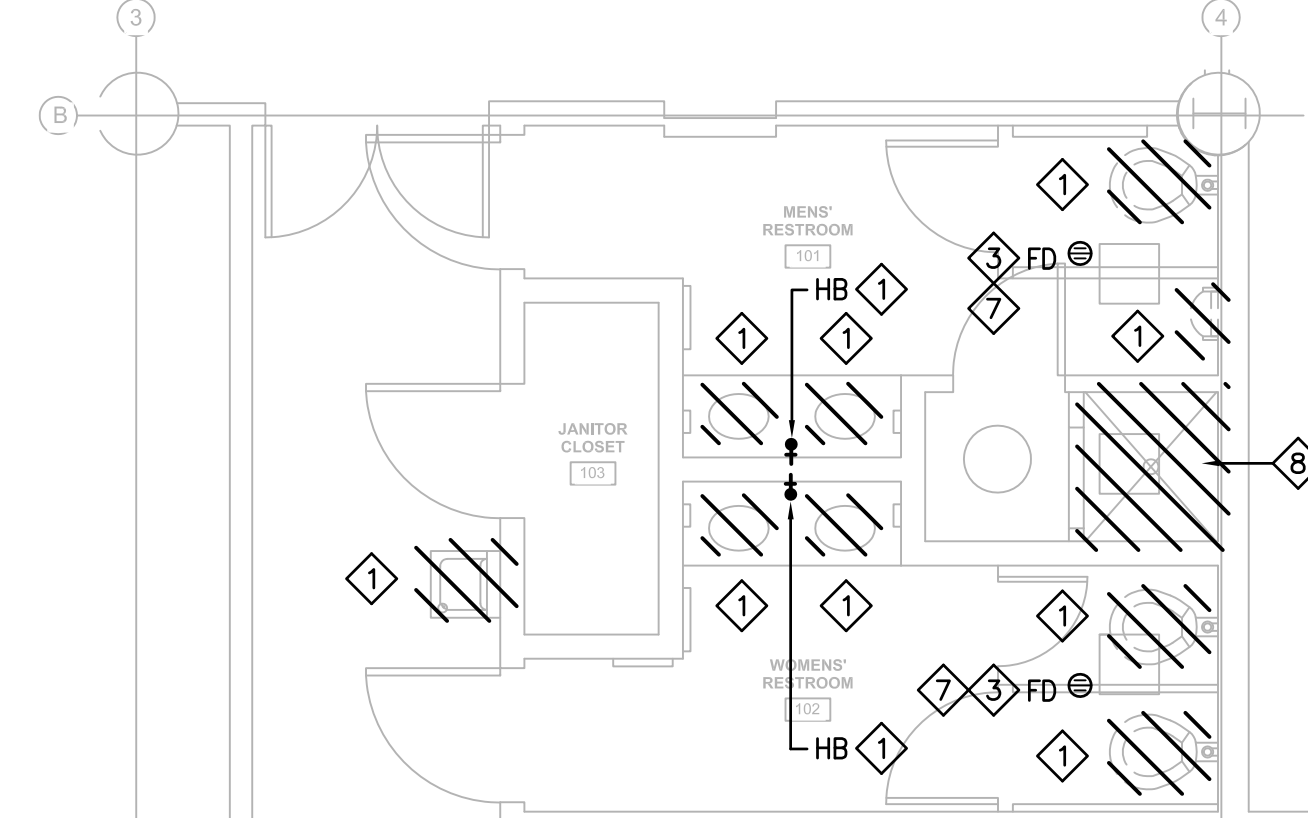 3
4
B
1
MENS'
RESTROOM
101
3 FD
HB 1
7
1
1
1
JANITOR
CLOSET
103
8
1
1
1
1
WOMENS'
RESTROOM
102
7 3 FD
HB 1
1